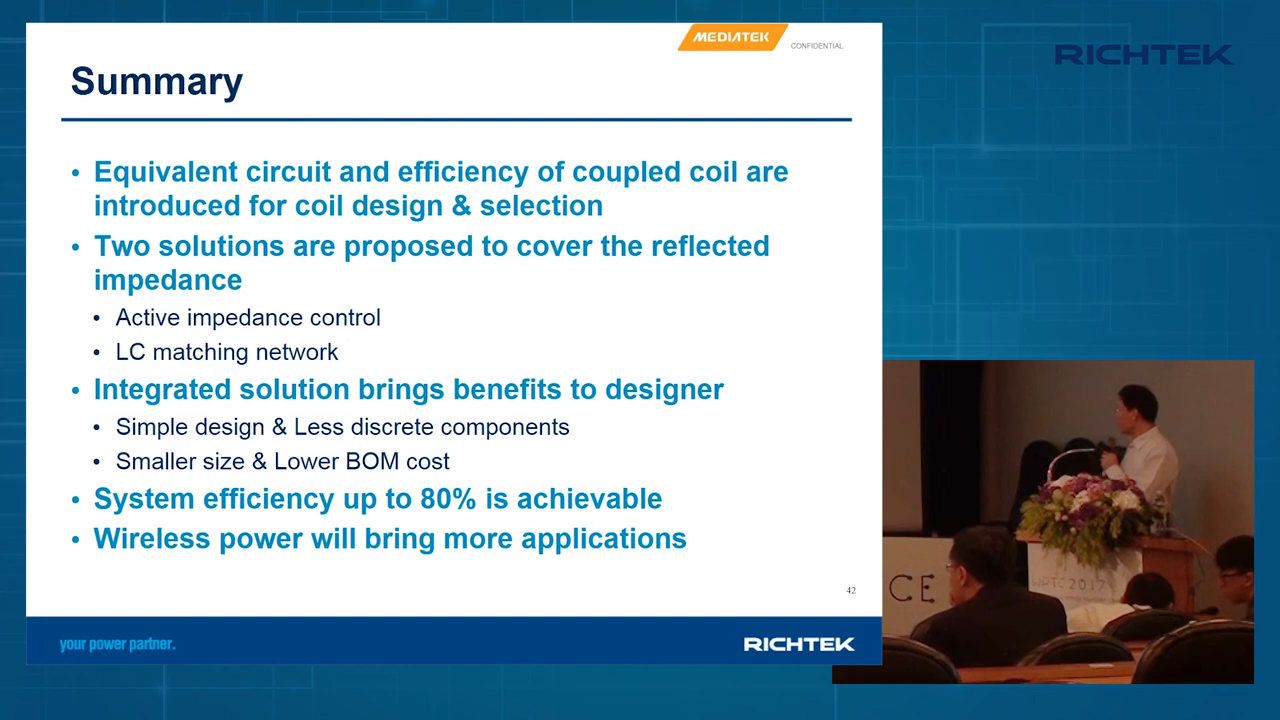 MEDIATEK
CONFIDENTIAL
RICHTEK
Summary
• Equivalent circuit and efficiency of coupled coil are
introduced for coil design & selection
• Two solutions are proposed to cover the reflected
impedance
• Active impedance control
• LC matching network
• Integrated solution brings benefits to designer
• Simple design & Less discrete components
• Smaller size & Lower BOM cost
• System efficiency up to 80% is achievable
• Wireless power will bring more applications
42
your power partner.
RICHTEK
CE
WPTC2017